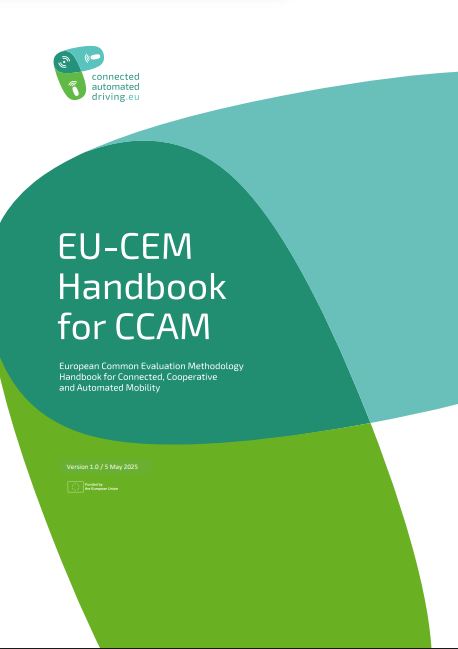 connected
automated
driving.eu
EU-CEM
Handbook
for CCAM
European Common Evaluation Methodology
Handbook for Connected, Cooperative
and Automated Mobility
Version 1.0 / 5 May 2025
Funded by
the European Union